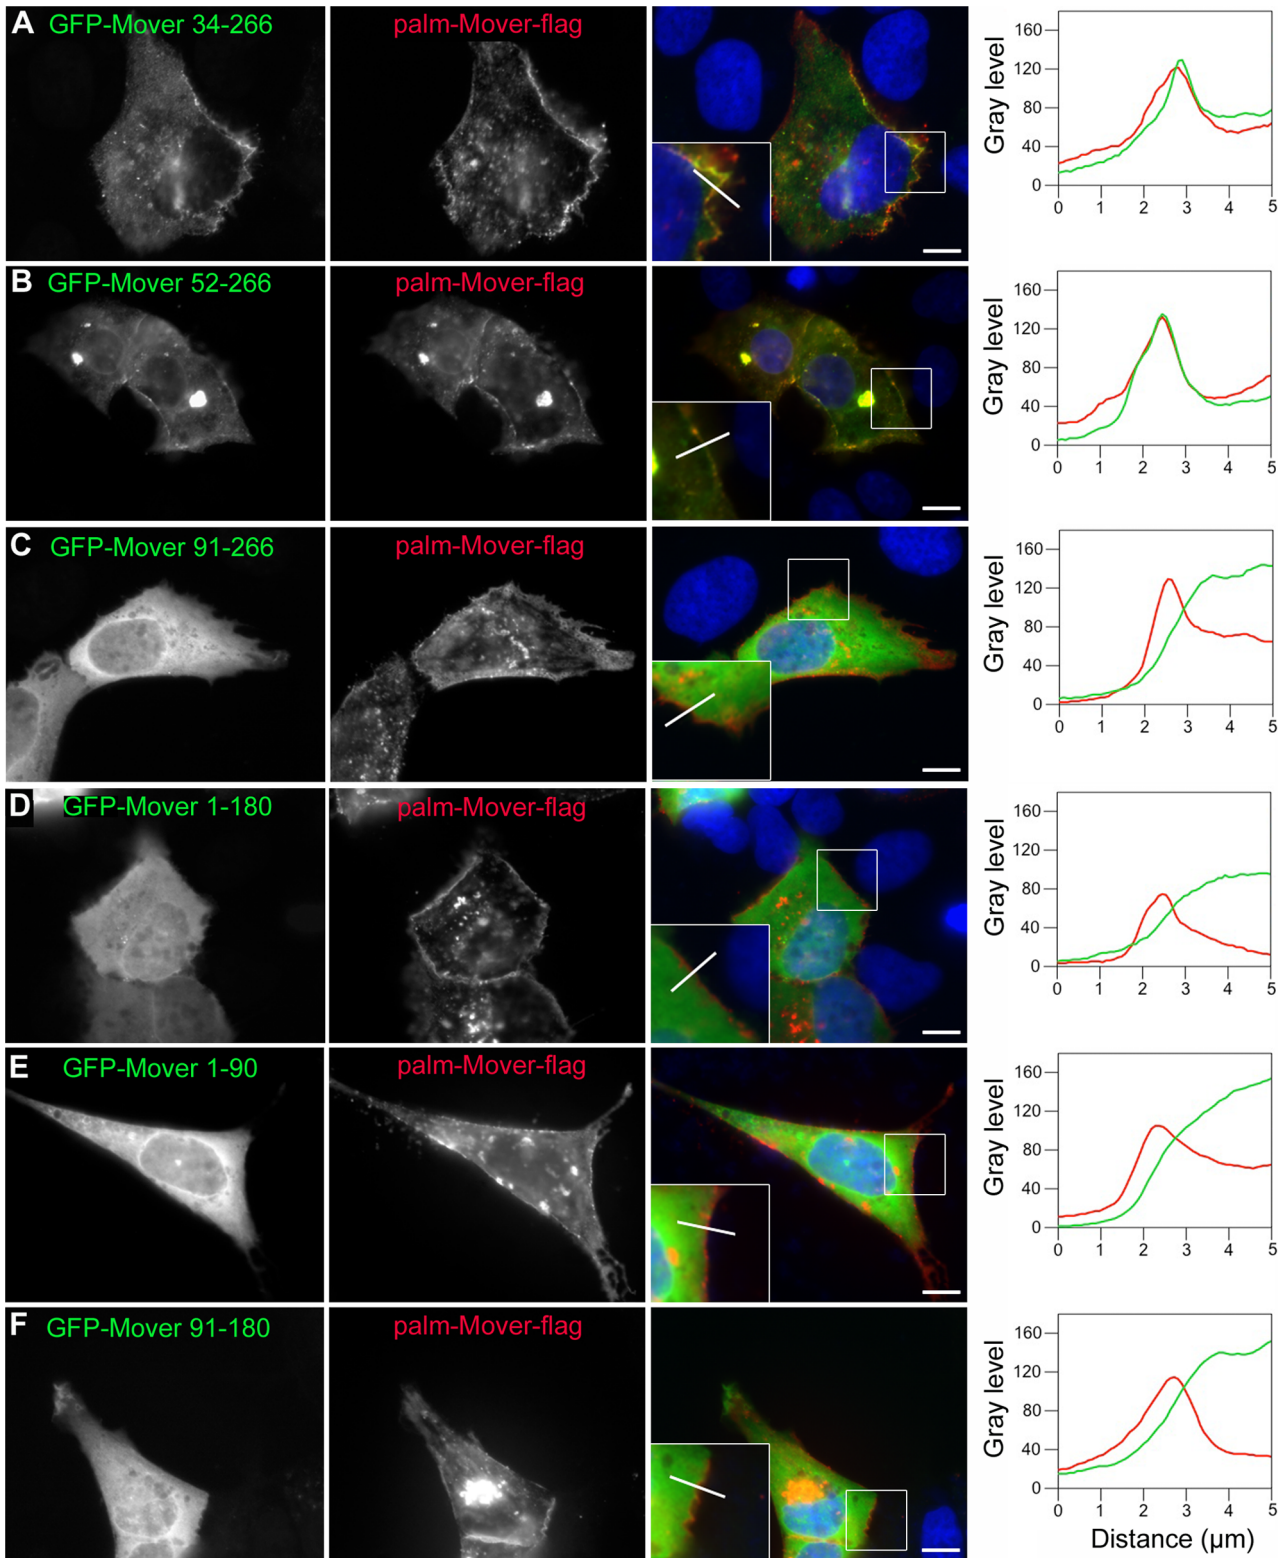 A GFP-Mover 34-266 palm-Mover-flag
Gray level
160
120
80
40
0
0 1 2 3 4 5
B GFP-Mover 52-266 palm-Mover-flag
Gray level
160
120
80
40
0
0 1 2 3 4 5
C GFP-Mover 91-266 palm-Mover-flag
Gray level
160
120
80
40
0
0 1 2 3 4 5
D GFP-Mover 1-180 palm-Mover-flag
Gray level
160
120
80
40
0
0 1 2 3 4 5
E GFP-Mover 1-90 palm-Mover-flag
Gray level
160
120
80
40
0
0 1 2 3 4 5
F GFP-Mover 91-180 palm-Mover-flag
Gray level
160
120
80
40
0
0 1 2 3 4 5
Distance (µm)